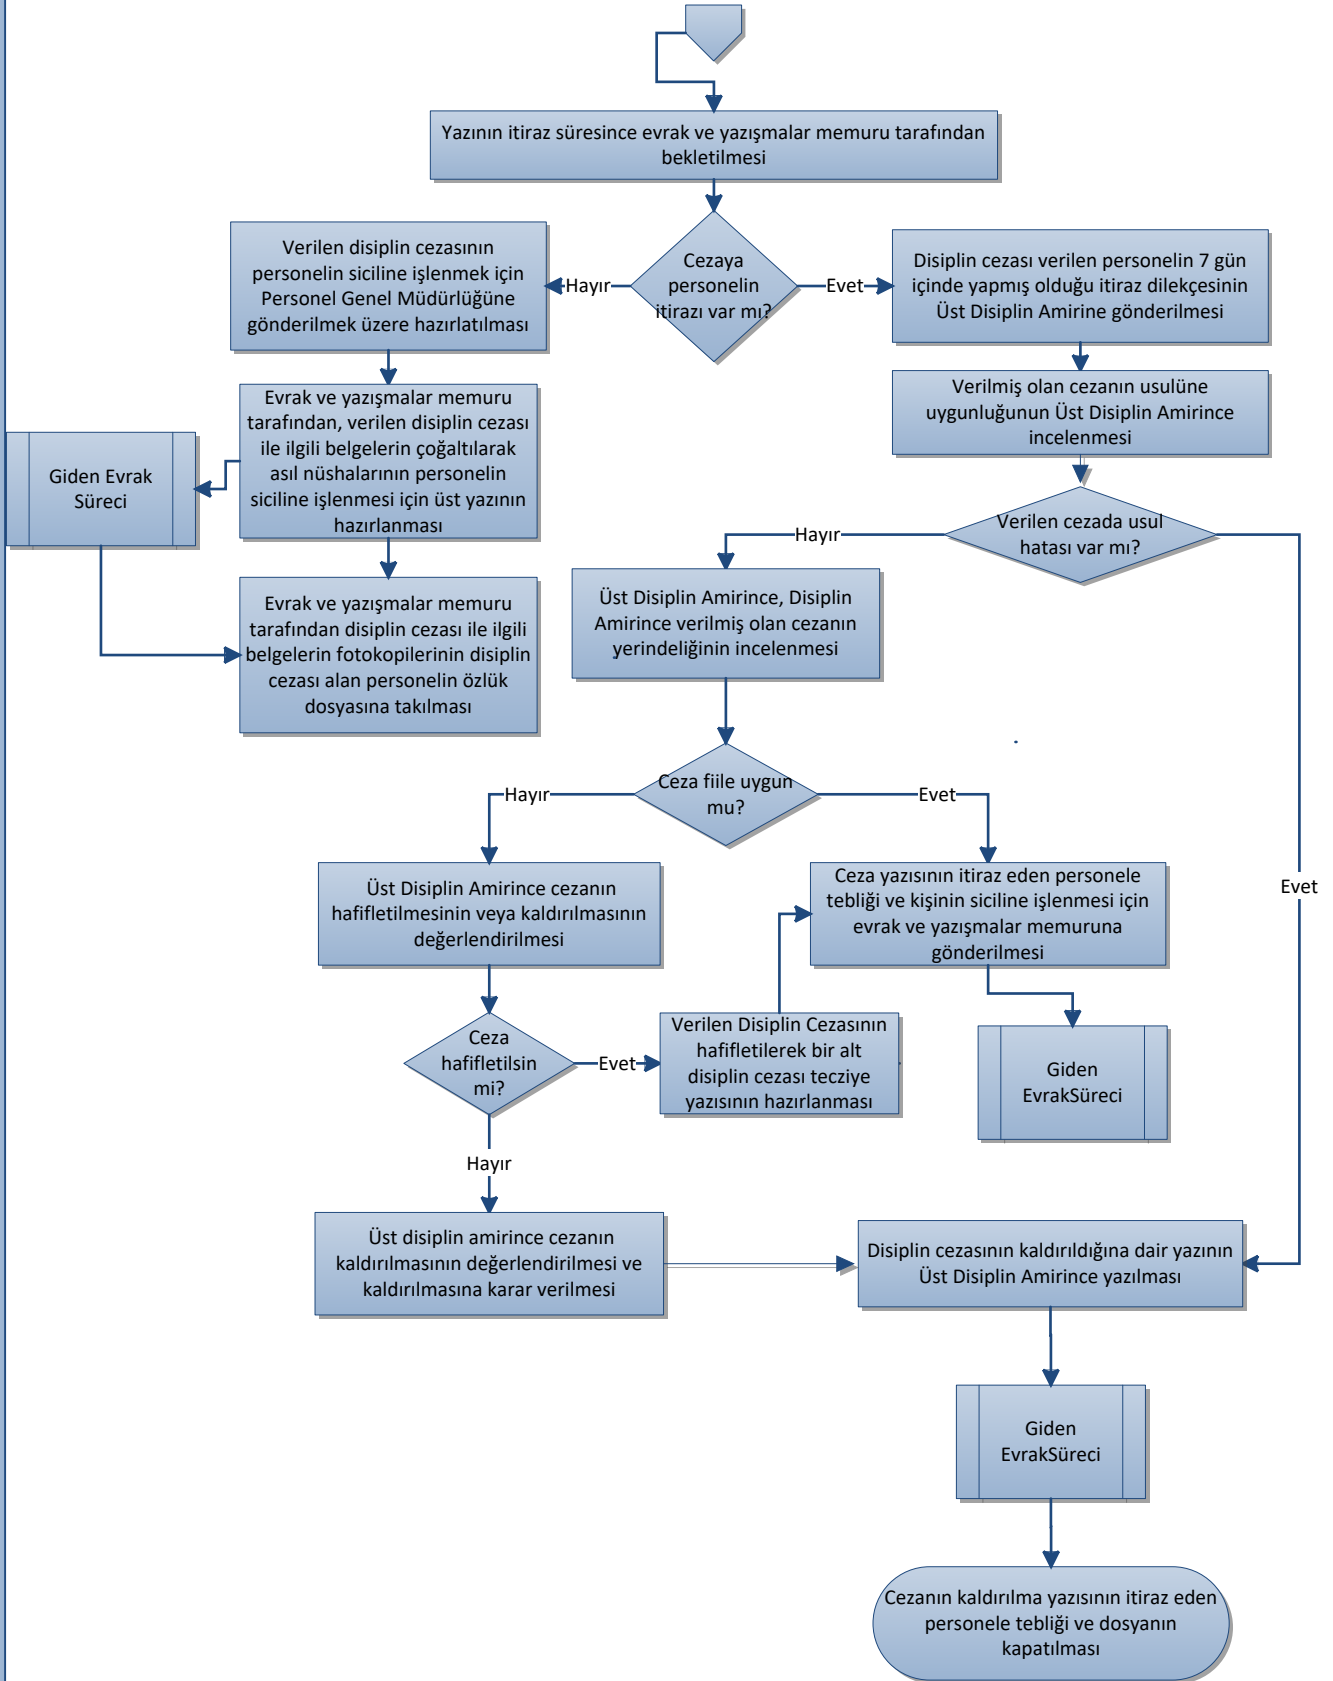 Yazının itiraz süresince evrak ve yazışmalar memuru tarafından
bekletilmesi
Verilen disiplin cezasının
personelin siciline işlenmek için
Personel Genel Müdürlüğüne
gönderilmek üzere hazırlatılması
Hayır
Cezaya
personelin
itirazı var mı?
Evet
Disiplin cezası verilen personelin 7 gün
içinde yapmış olduğu itiraz dilekçesinin
Üst Disiplin Amirine gönderilmesi
Evrak ve yazışmalar memuru
tarafından, verilen disiplin cezası
ile ilgili belgelerin çoğaltılarak
asıl nüshalarının personelin
siciline işlenmesi için üst yazının
hazırlanması
Verilmiş olan cezanın usulüne
uygunluğunun Üst Disiplin Amirince
incelenmesi
Giden Evrak
Süreci
Verilen cezada usul
hatası var mı?
Hayır
Evrak ve yazışmalar memuru
tarafından disiplin cezası ile ilgili
belgelerin fotokopilerinin disiplin
cezası alan personelin özlük
dosyasına takılması
Üst Disiplin Amirince, Disiplin
Amirince verilmiş olan cezanın
yerindeliğinin incelenmesi
Ceza fiile uygun
mu?
Hayır
Evet
Üst Disiplin Amirince cezanın
hafifletilmesinin veya kaldırılmasının
değerlendirilmesi
Ceza yazısının itiraz eden personele
tebliği ve kişinin siciline işlenmesi için
evrak ve yazışmalar memuruna
gönderilmesi
Evet
Ceza
hafifletilsin
mi?
Evet
Verilen Disiplin Cezasının
hafifletilerek bir alt
disiplin cezası tecziye
yazısının hazırlanması
Giden
EvrakSüreci
Hayır
Üst disiplin amirince cezanın
kaldırılmasının değerlendirilmesi ve
kaldırılmasına karar verilmesi
Disiplin cezasının kaldırıldığına dair yazının
Üst Disiplin Amirince yazılması
Giden
EvrakSüreci
Cezanın kaldırılma yazısının itiraz eden
personele tebliği ve dosyanın
kapatılması